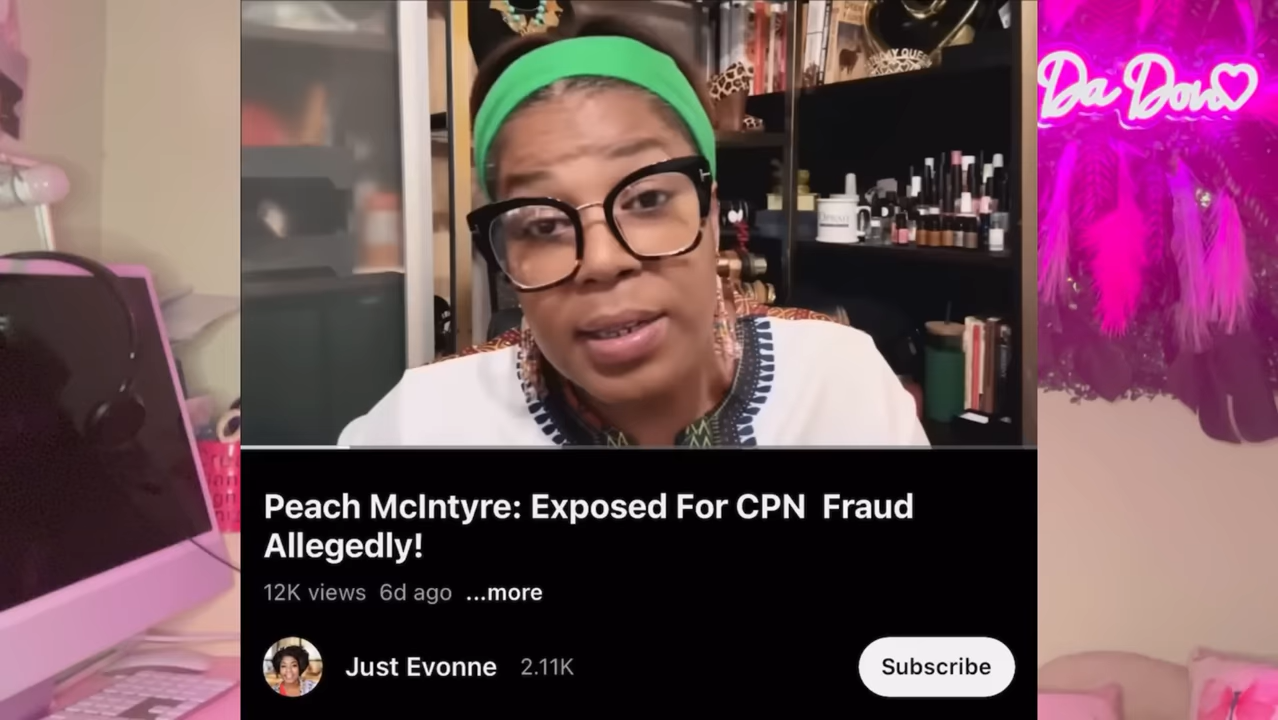 Da Don
OPRAH
Peach McIntyre: Exposed For CPN  Fraud
Allegedly!
12K views 6d ago ...more
Just Evonne 2.11K
Subscribe